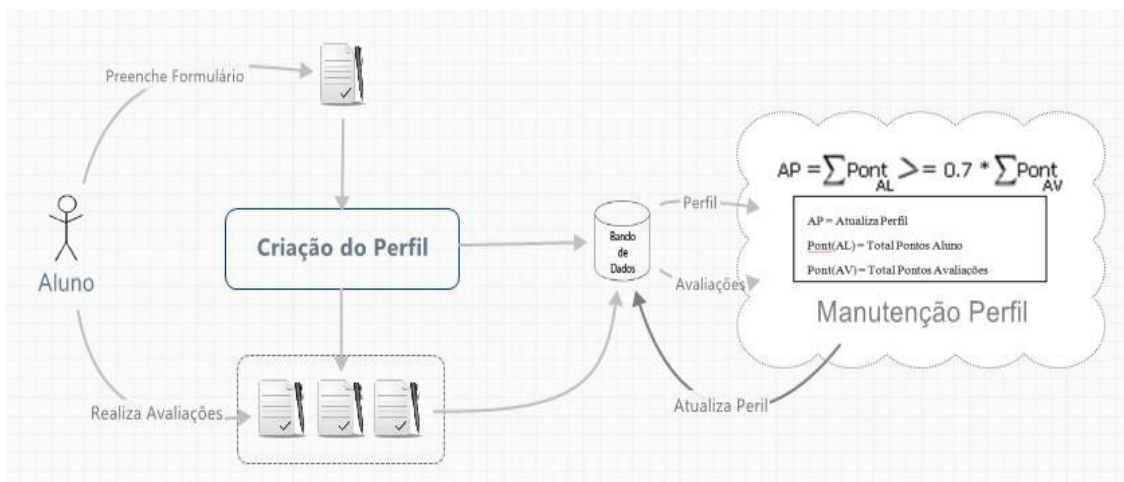 Preenche Formulário
Aluno
Criação do Perfil
Realiza Avaliações
Bando
de
Dados
Perfil
Avaliações
AP = ∑Pont AL >= 0.7 * ∑Pont AV
AP = Atualiza Perfil
Pont(AL) = Total Pontos Aluno
Pont(AV) = Total Pontos Avaliações
Manutenção Perfil
Atualiza Peril